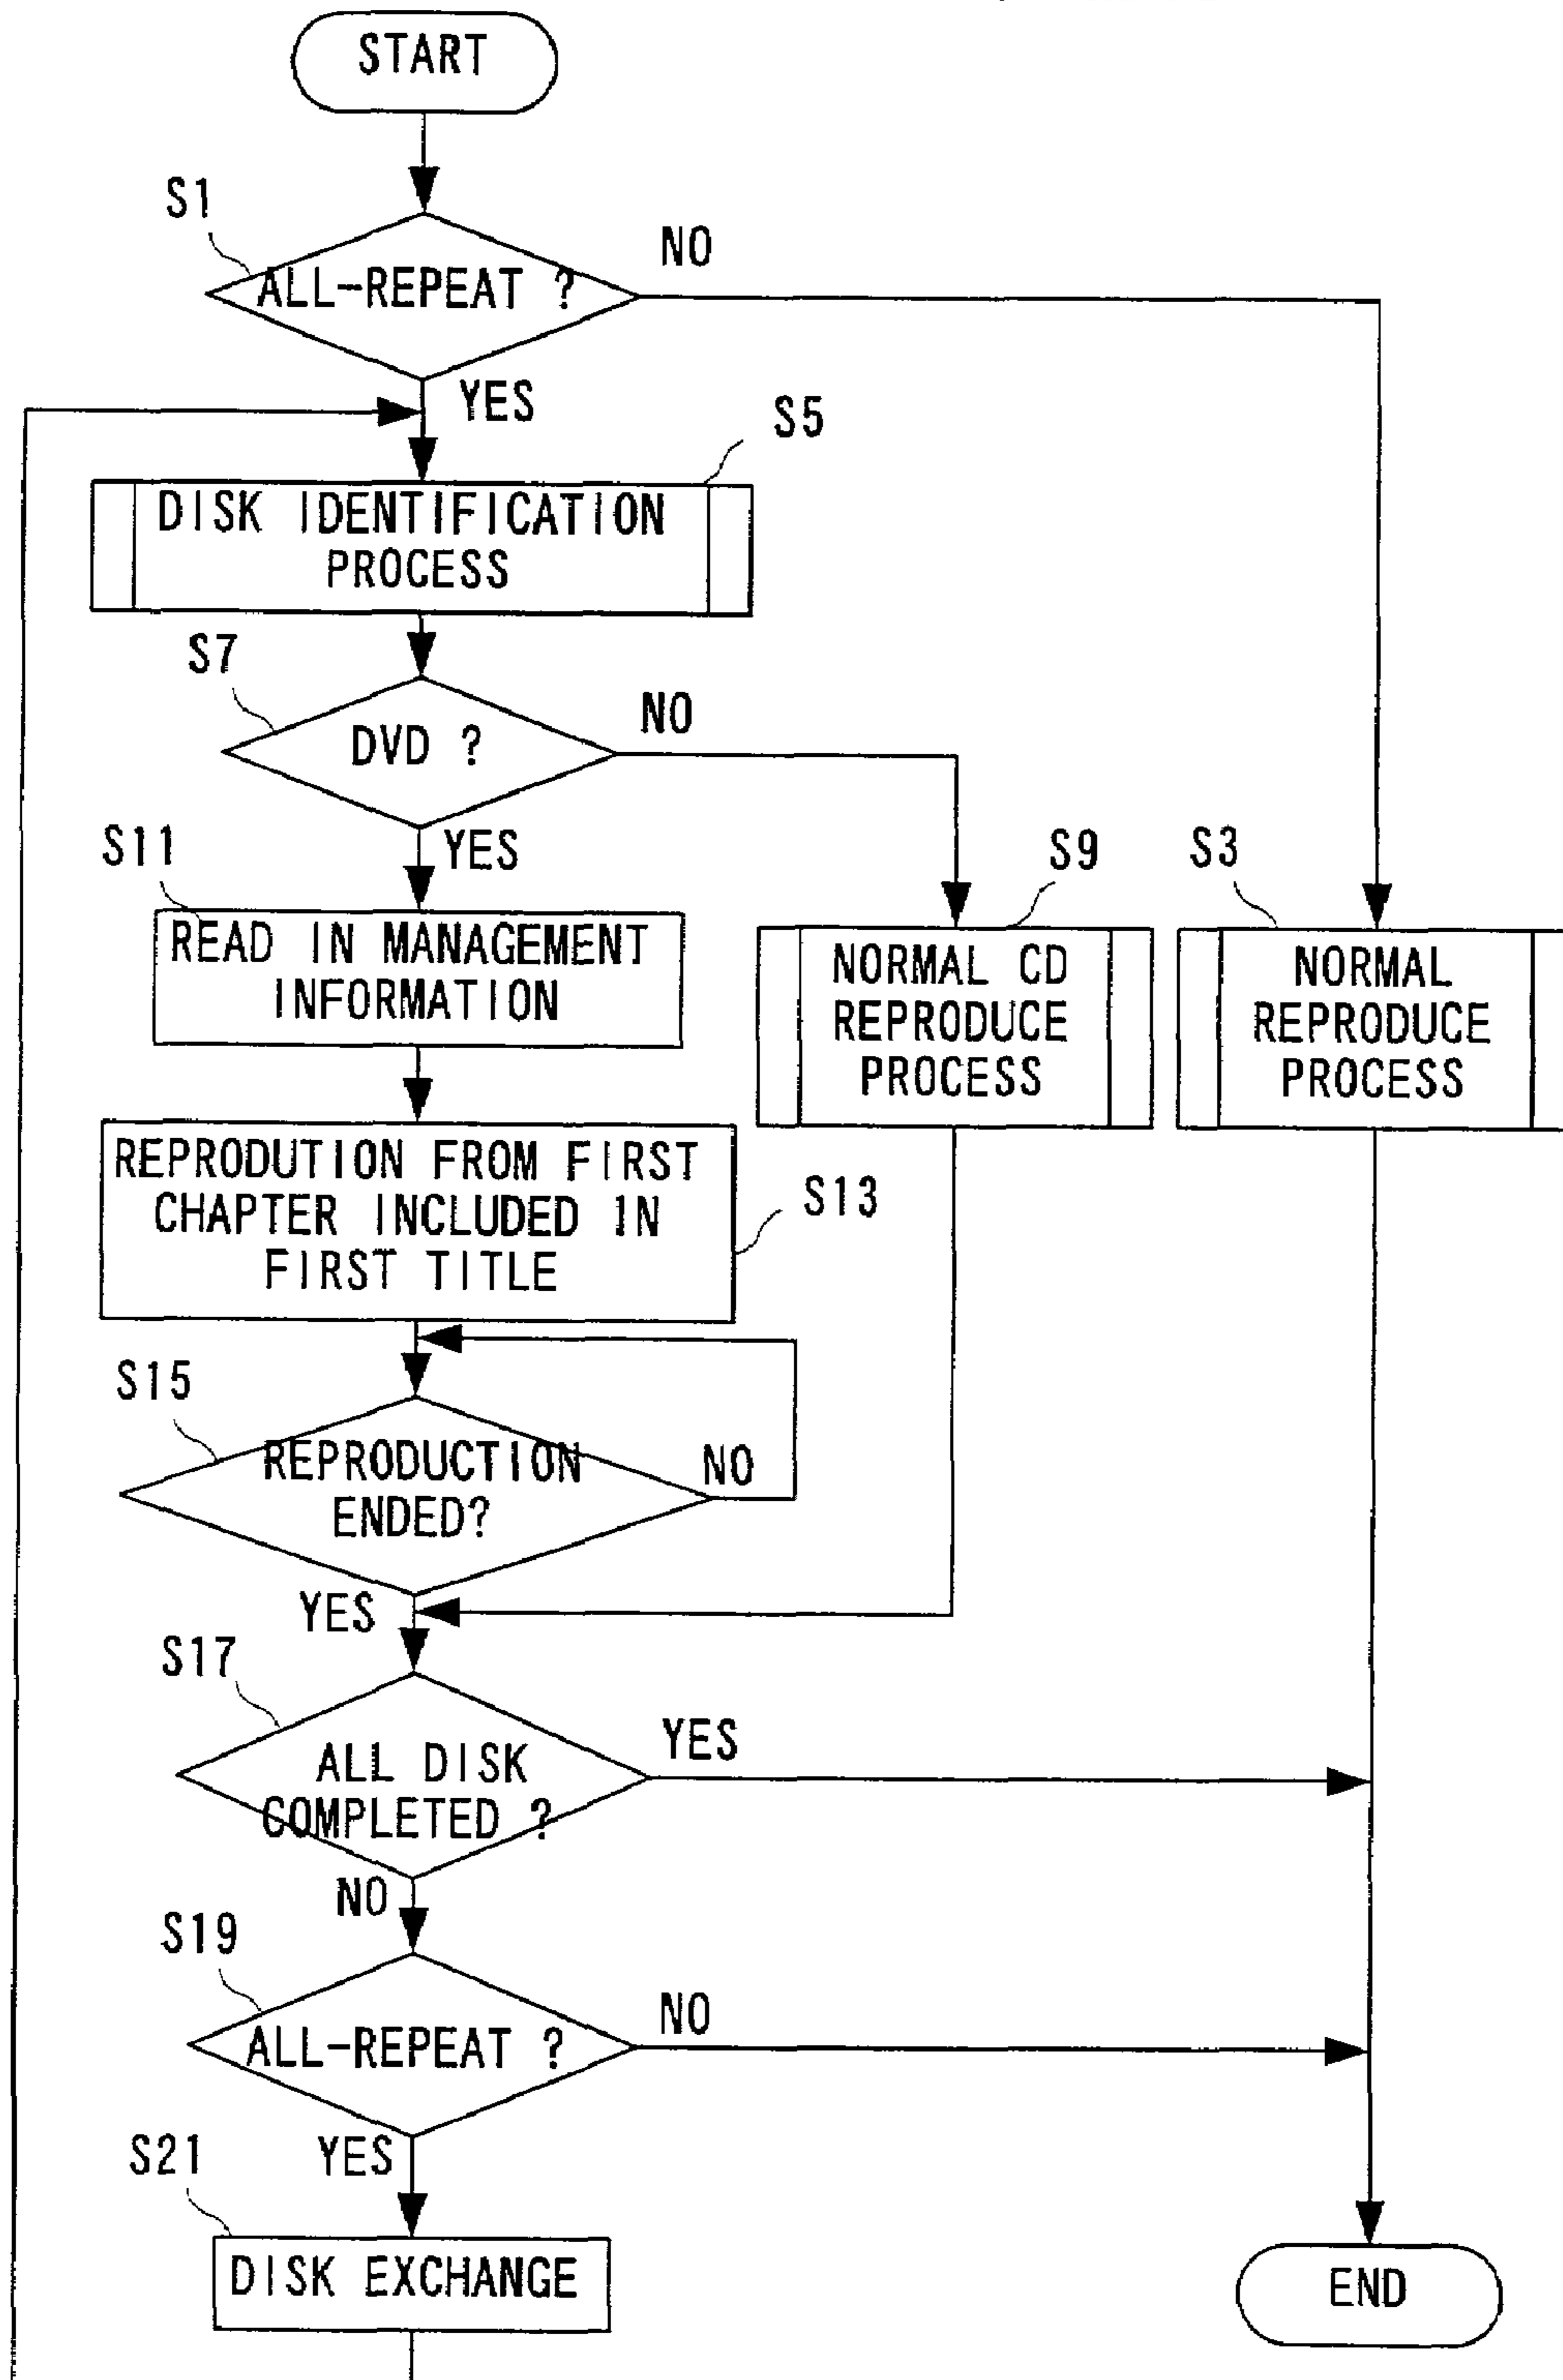 START
S1
ALL-REPEAT ?
NO
YES
S5
DISK IDENTIFICATION
PROCESS
S7
DVD ?
NO
YES
S11
READ IN MANAGEMENT
INFORMATION
S9
NORMAL CD
REPRODUCE
PROCESS
S3
NORMAL
REPRODUCE
PROCESS
REPRODUTION FROM FIRST
CHAPTER INCLUDED IN
FIRST TITLE
S13
S15
REPRODUCTION
ENDED?
NO
YES
S17
ALL DISK
COMPLETED ?
YES
NO
S19
ALL-REPEAT ?
NO
YES
S21
DISK EXCHANGE
END